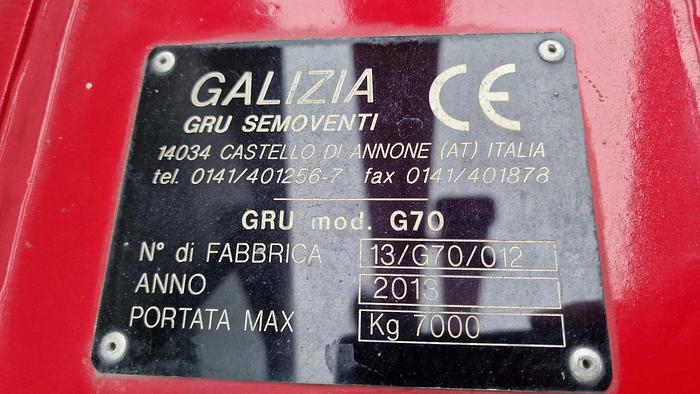 GALIZIA
CE
GRU SEMOVENTI
14034 CASTELLO DI ANNONE (AT) ITALIA
tel. 0141/401256-7 fax 0141/401878
GRU mod. G70
N° di FABBRICA 13/G70/012
ANNO 2013
PORTATA MAX Kg 7000